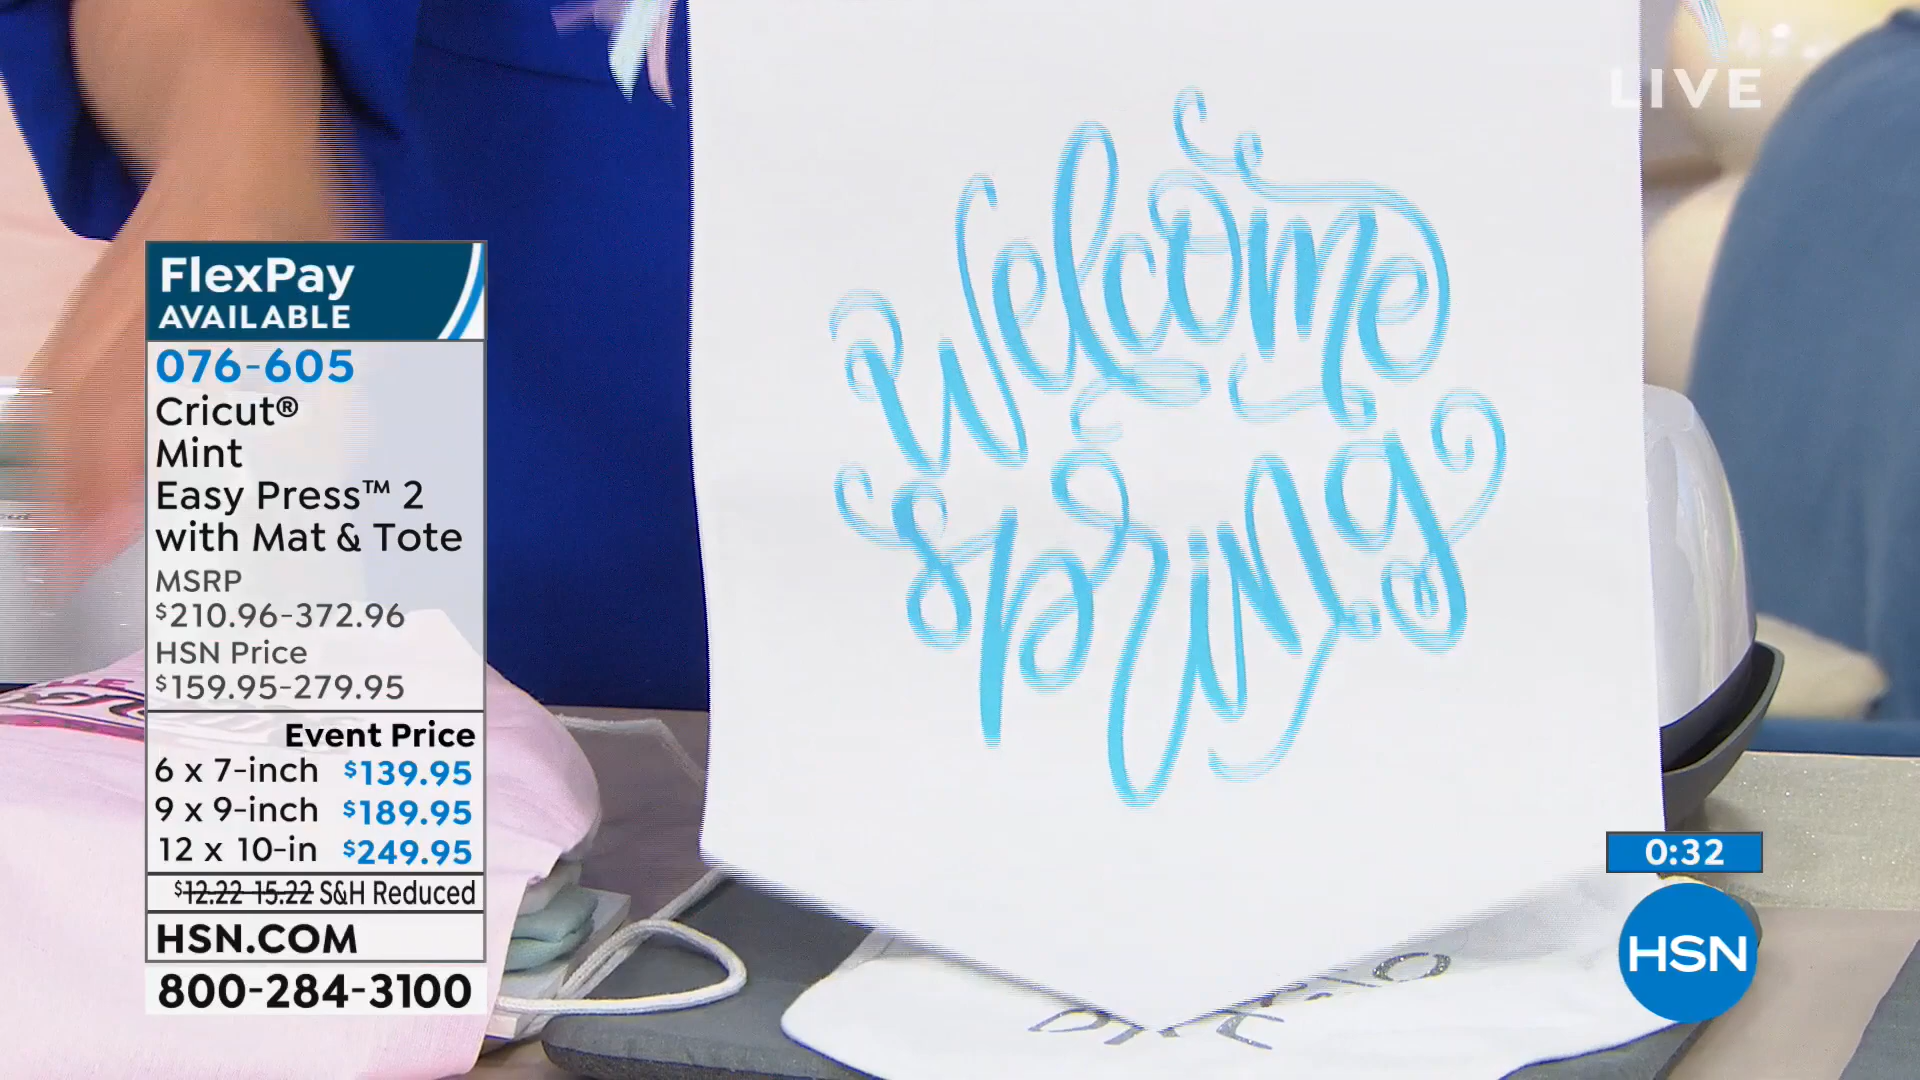 LIVE
Welcome
Spring
FlexPay
AVAILABLE
076-605
Cricut®
Mint
Easy Press™ 2
with Mat & Tote
MSRP
$210.96-372.96
HSN Price
$159.95-279.95
Event Price
6 x 7-inch $139.95
9 x 9-inch $189.95
12 x 10-in $249.95
$12.22-15.22 S&H Reduced
HSN.COM
800-284-3100
0:32
HSN